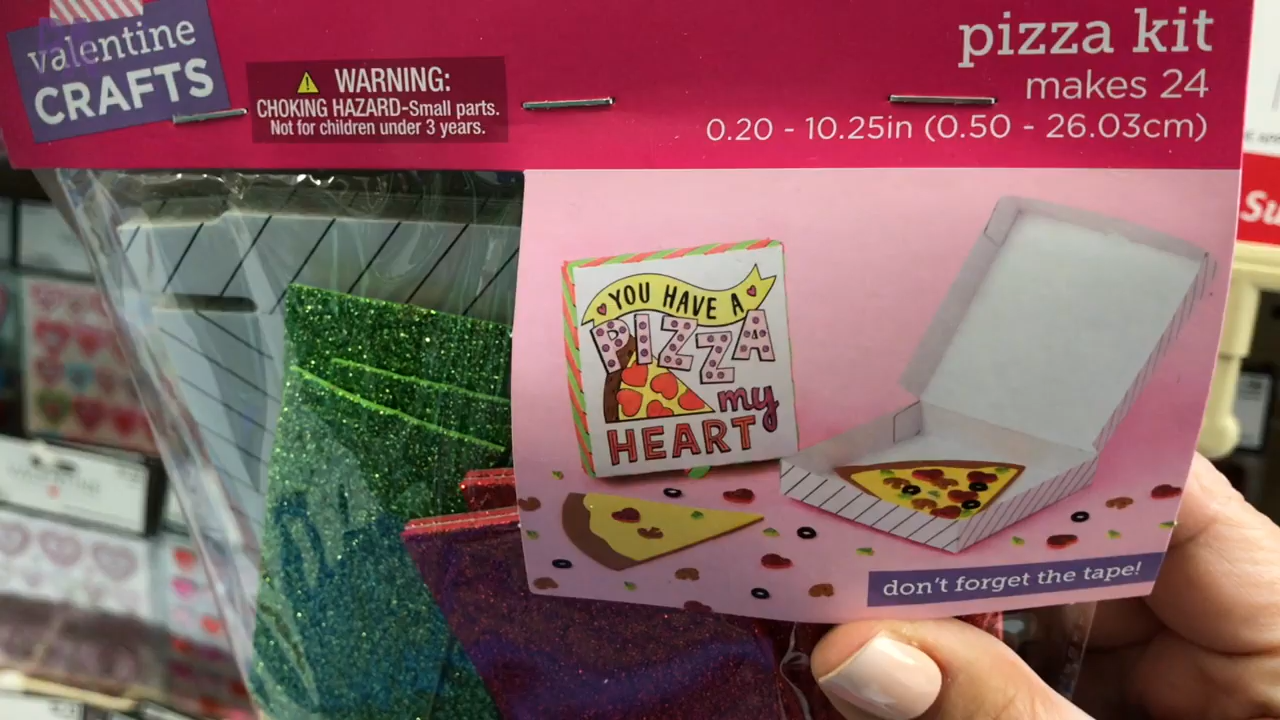 valentine
CRAFTS
WARNING:
CHOKING HAZARD-Small parts.
Not for children under 3 years.
pizza kit
makes 24
0.20 - 10.25in (0.50 - 26.03cm)
YOU HAVE A
PIZZA
my
HEART
don't forget the tape!
Su